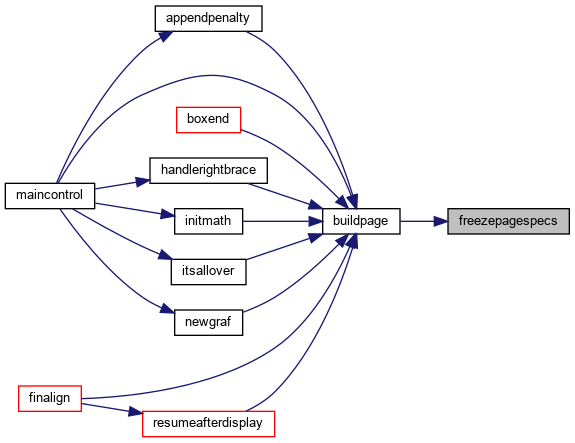 appendpenalty
boxend
handlerightbrace
maincontrol
initmath
buildpage
freezepagespecs
itsallover
newgraf
finalign
resumeafterdisplay